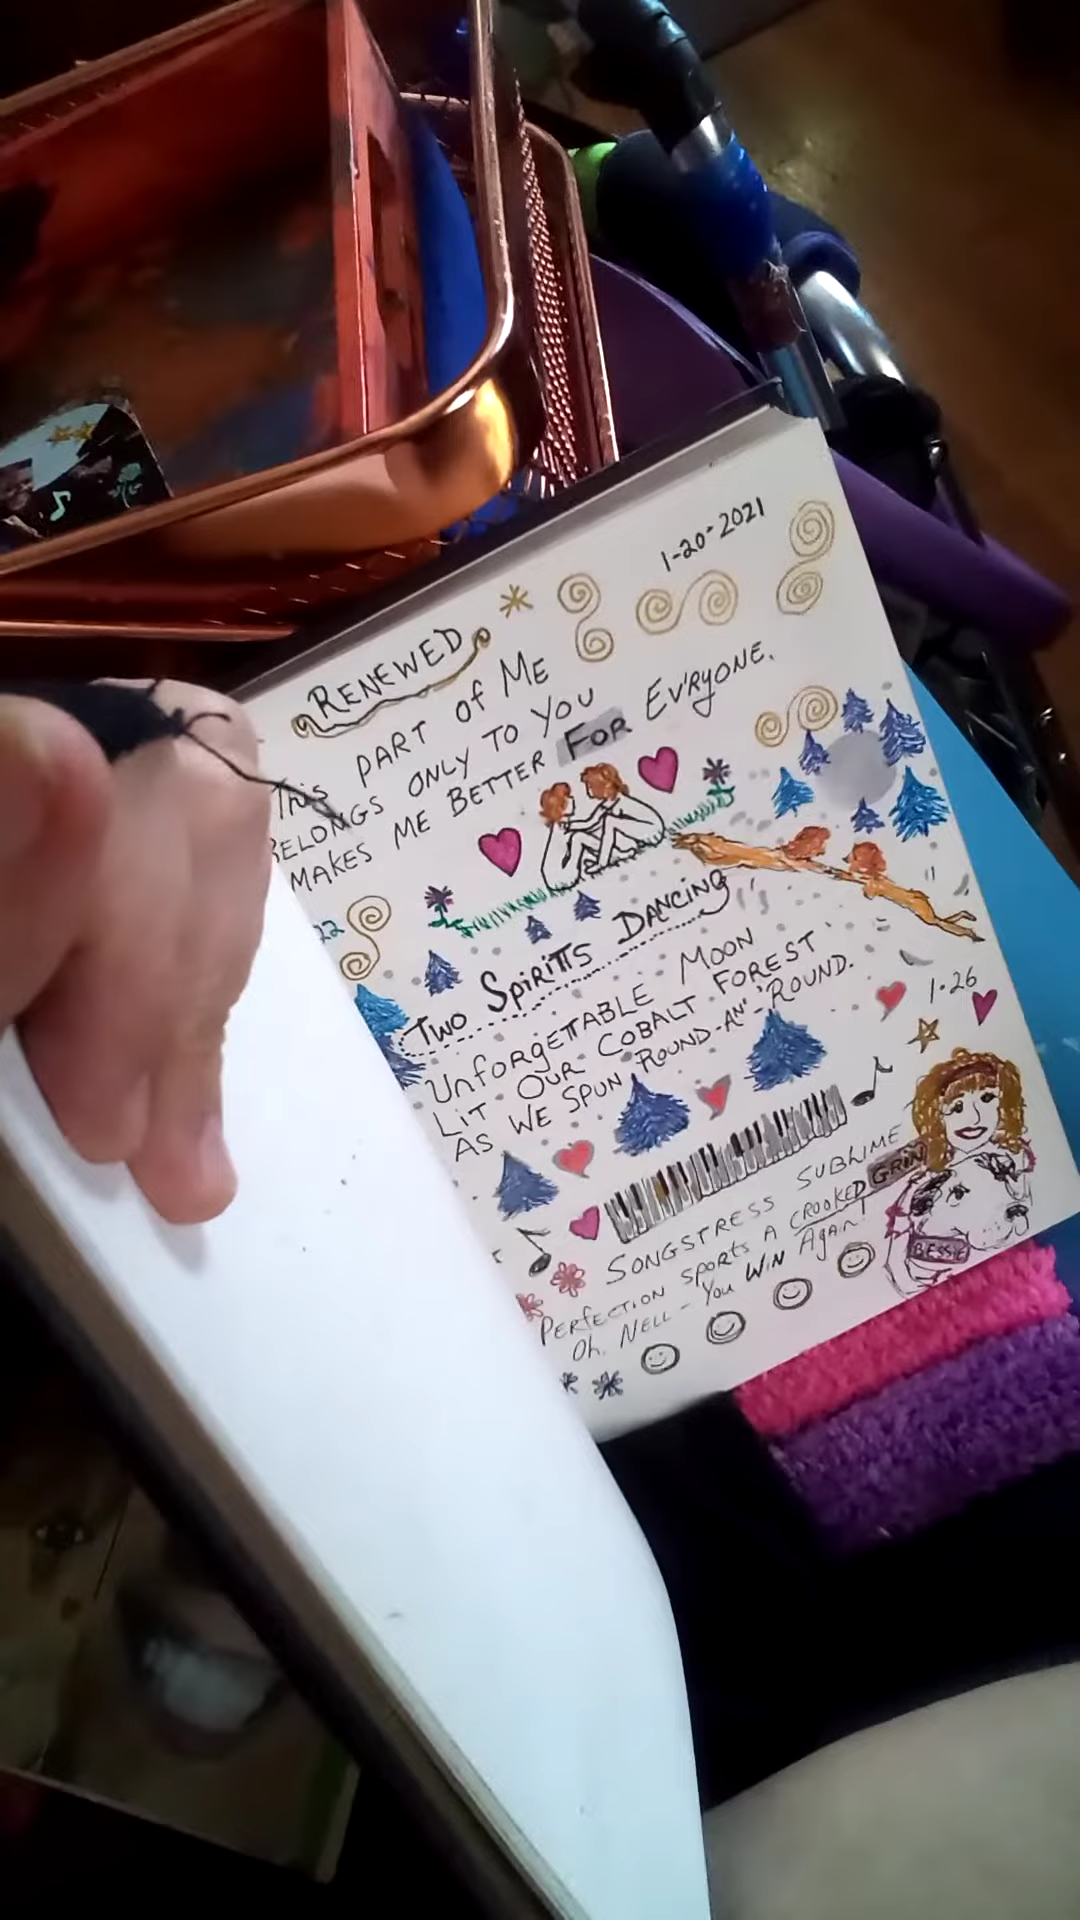 1-20-2021
RENEWED
THIS PART OF ME
BELONGS ONLY TO YOU
MAKES ME BETTER FOR EV'RYONE.
22
TWO SPIRITTS DANCING
UNFORGETTABLE MOON
LIT OUR COBALT FOREST
AS WE SPUN 'ROUND-AN'-'ROUND.
1.26
SONGSTRESS SUBLIME
PERFECTION SPORTS A CROOKED GRIN
Oh, NELL - YOU WIN AGAIN!
BESSIE